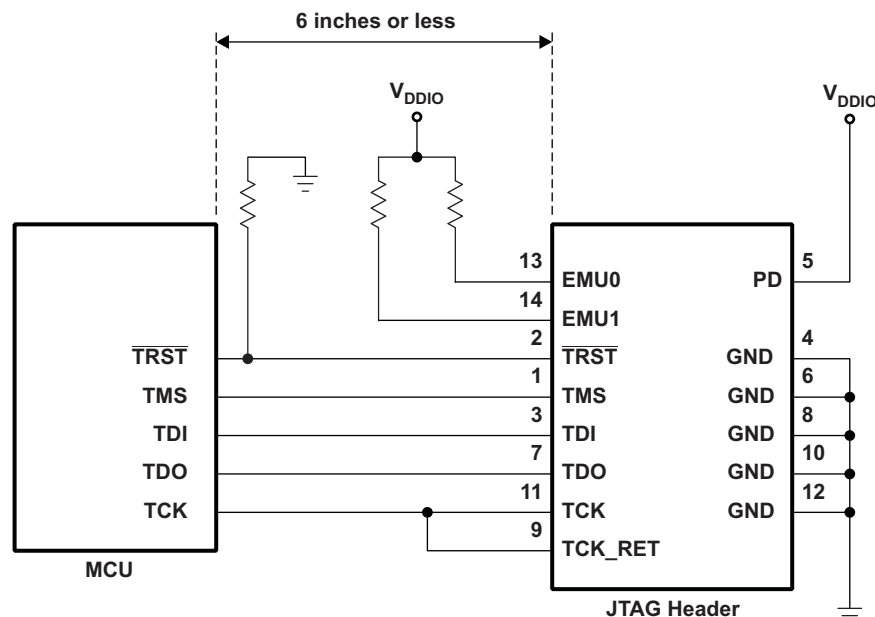 6 inches or less
VDDIO
VDDIO
13
EMU0
5
PD
14
EMU1
TRST
2
TRST
4
GND
TMS
1
TMS
6
GND
TDI
3
TDI
8
GND
TDO
7
TDO
10
GND
TCK
11
TCK
12
GND
9
TCK_RET
MCU
JTAG Header